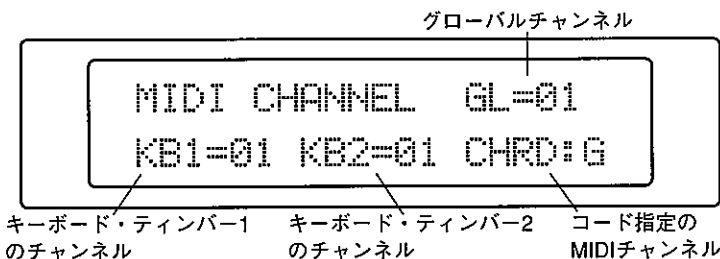 グローバルチャンネル
MIDI CHANNEL GL=01
KB1=01 KB2=01 CHRD:G
キーボード・ティンバー1
のチャンネル
キーボード・ティンバー2
のチャンネル
コード指定の
MIDIチャンネル